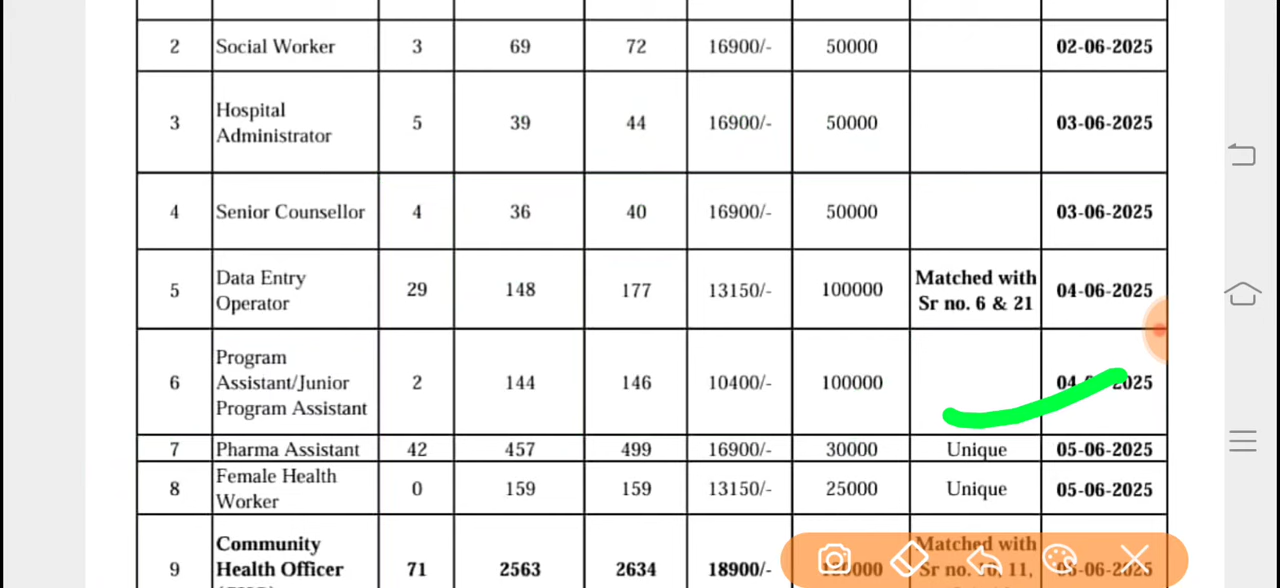 2 Social Worker 3 69 72 16900/- 50000 02-06-2025
3 Hospital Administrator 5 39 44 16900/- 50000 03-06-2025
4 Senior Counsellor 4 36 40 16900/- 50000 03-06-2025
5 Data Entry Operator 29 148 177 13150/- 100000 Matched with Sr no. 6 & 21 04-06-2025
6 Program Assistant/Junior Program Assistant 2 144 146 10400/- 100000 2025
7 Pharma Assistant 42 457 499 16900/- 30000 Unique 05-06-2025
8 Female Health Worker 0 159 159 13150/- 25000 Unique 05-06-2025
9 Community Health Officer 71 2563 2634 18900/- Matched with Sr no. 11,